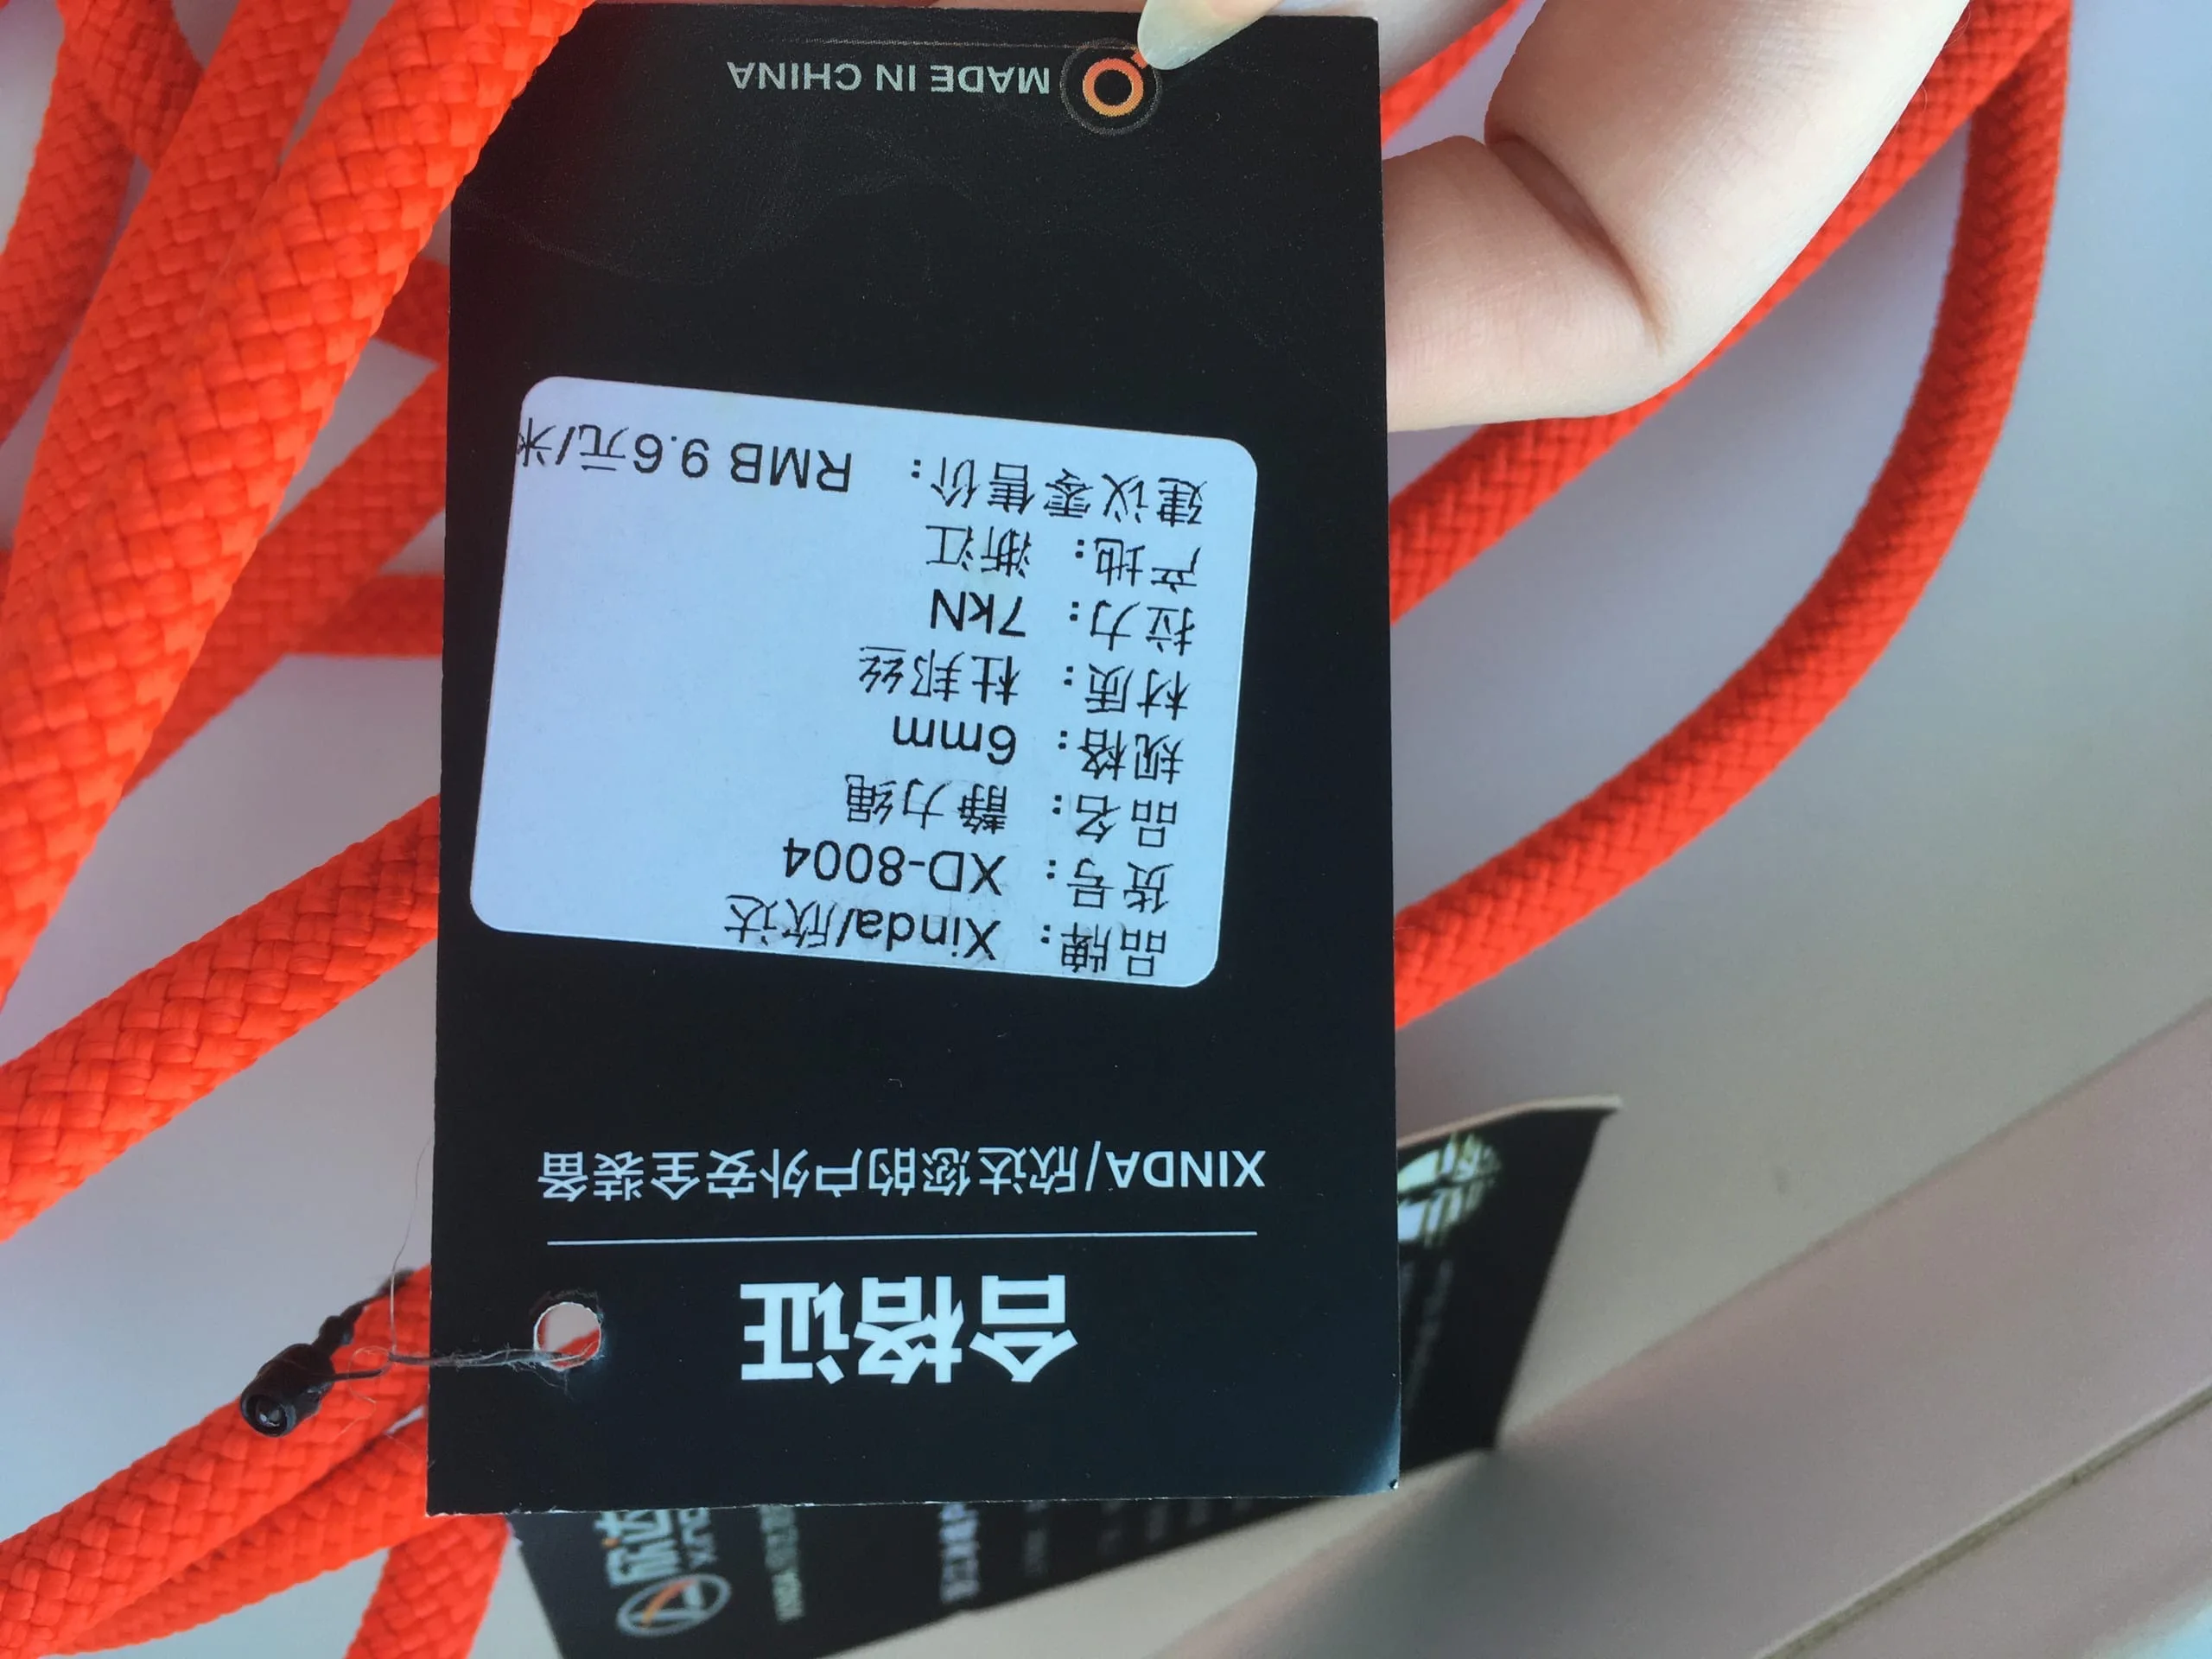 合格证
XINDA/欣达您的户外安全装备
品牌： Xinda/欣达
货号： XD-8004
品名： 静力绳
规格： 6mm
材质： 杜邦丝
拉力： 7kN
产地： 浙江
建议零售价： RMB 9.6元/米
MADE IN CHINA
欣达